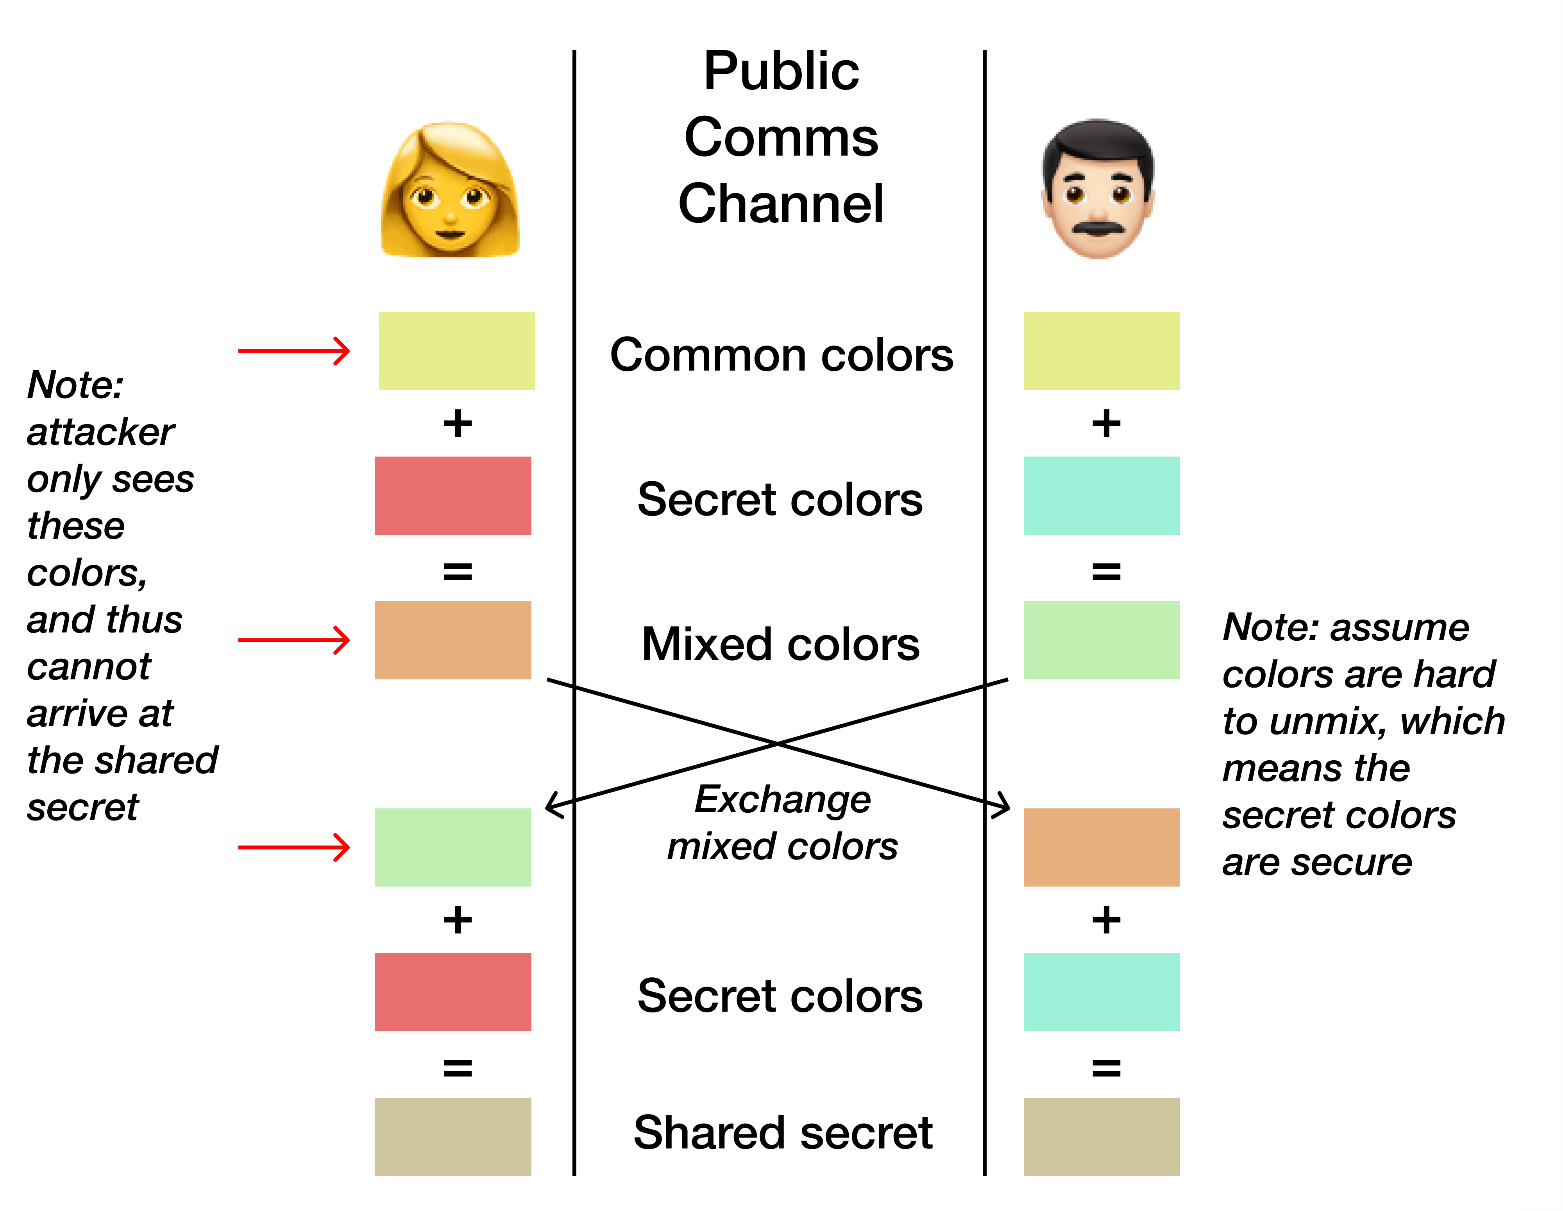 Public
Comms
Channel
Common colors
+
+
Secret colors
=
=
Mixed colors
Exchange
mixed colors
+
+
Secret colors
=
=
Shared secret
Note:
attacker
only sees
these
colors,
and thus
cannot
arrive at
the shared
secret
Note: assume
colors are hard
to unmix, which
means the
secret colors
are secure